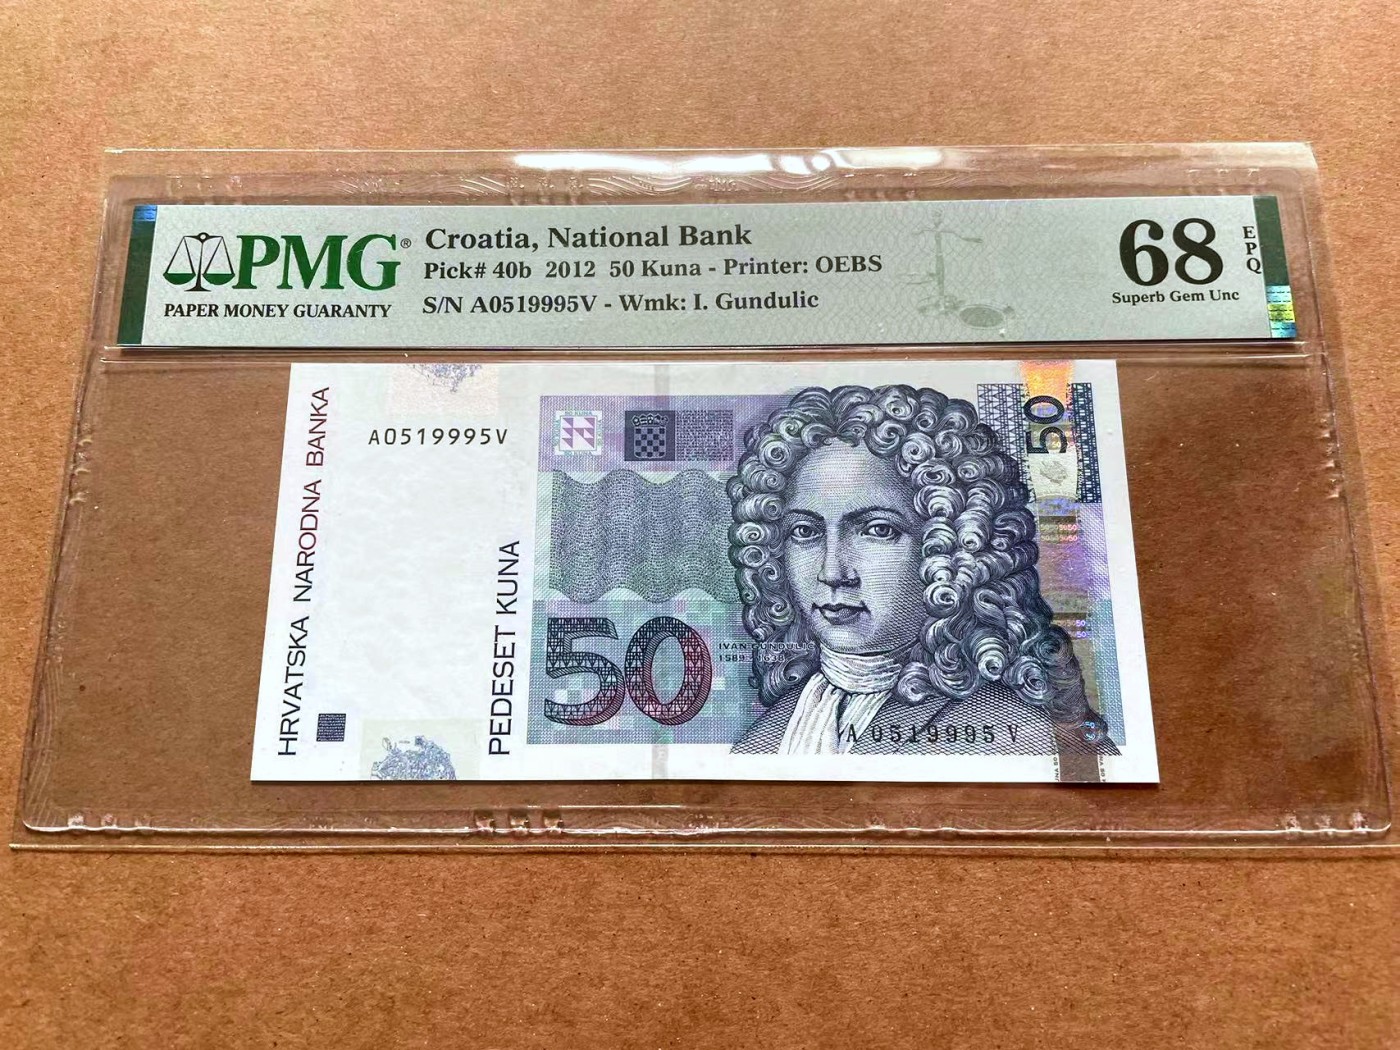 PMG®
PAPER MONEY GUARANTY
Croatia, National Bank
Pick# 40b 2012 50 Kuna - Printer: OEBS
S/N A0519995V - Wmk: I. Gundulic
68
EPQ
Superb Gem Unc
HRVATSKA NARODNA BANKA
A0519995V
PEDESET KUNA
50
50
IVAN GUNDULIĆ
A 0519995 V